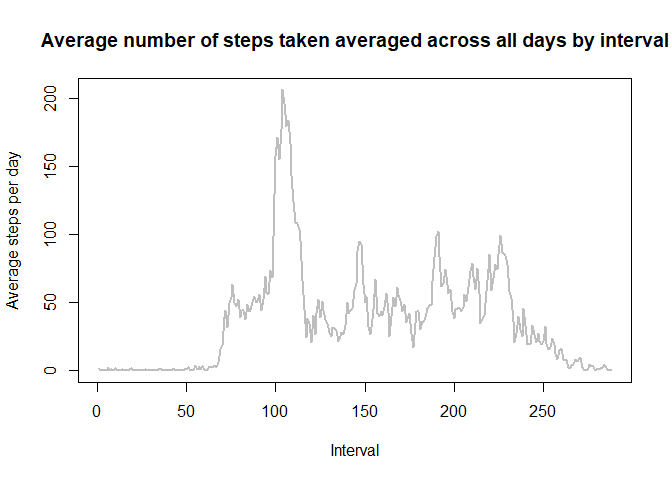 Average number of steps taken averaged across all days by interval
Average steps per day
200
150
100
50
0
0 50 100 150 200 250
Interval